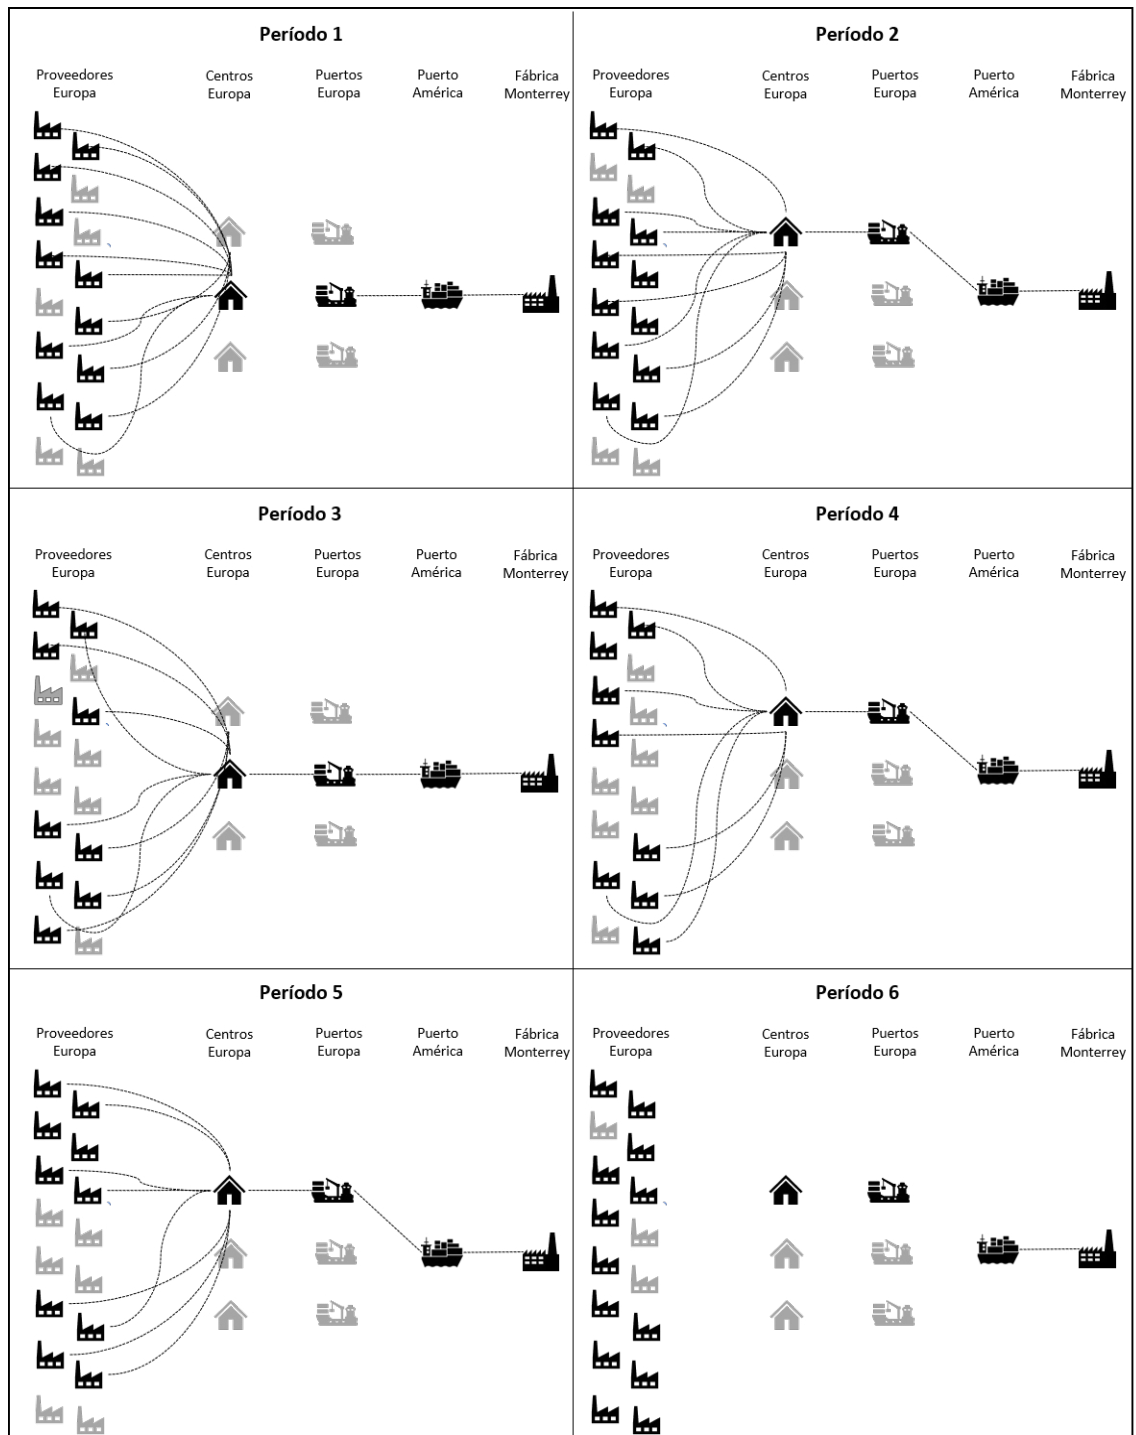 Período 1
Proveedores Europa
Centros Europa
Puertos Europa
Puerto América
Fábrica Monterrey
Período 2
Proveedores Europa
Centros Europa
Puertos Europa
Puerto América
Fábrica Monterrey
Período 3
Proveedores Europa
Centros Europa
Puertos Europa
Puerto América
Fábrica Monterrey
Período 4
Proveedores Europa
Centros Europa
Puertos Europa
Puerto América
Fábrica Monterrey
Período 5
Proveedores Europa
Centros Europa
Puertos Europa
Puerto América
Fábrica Monterrey
Período 6
Proveedores Europa
Centros Europa
Puertos Europa
Puerto América
Fábrica Monterrey